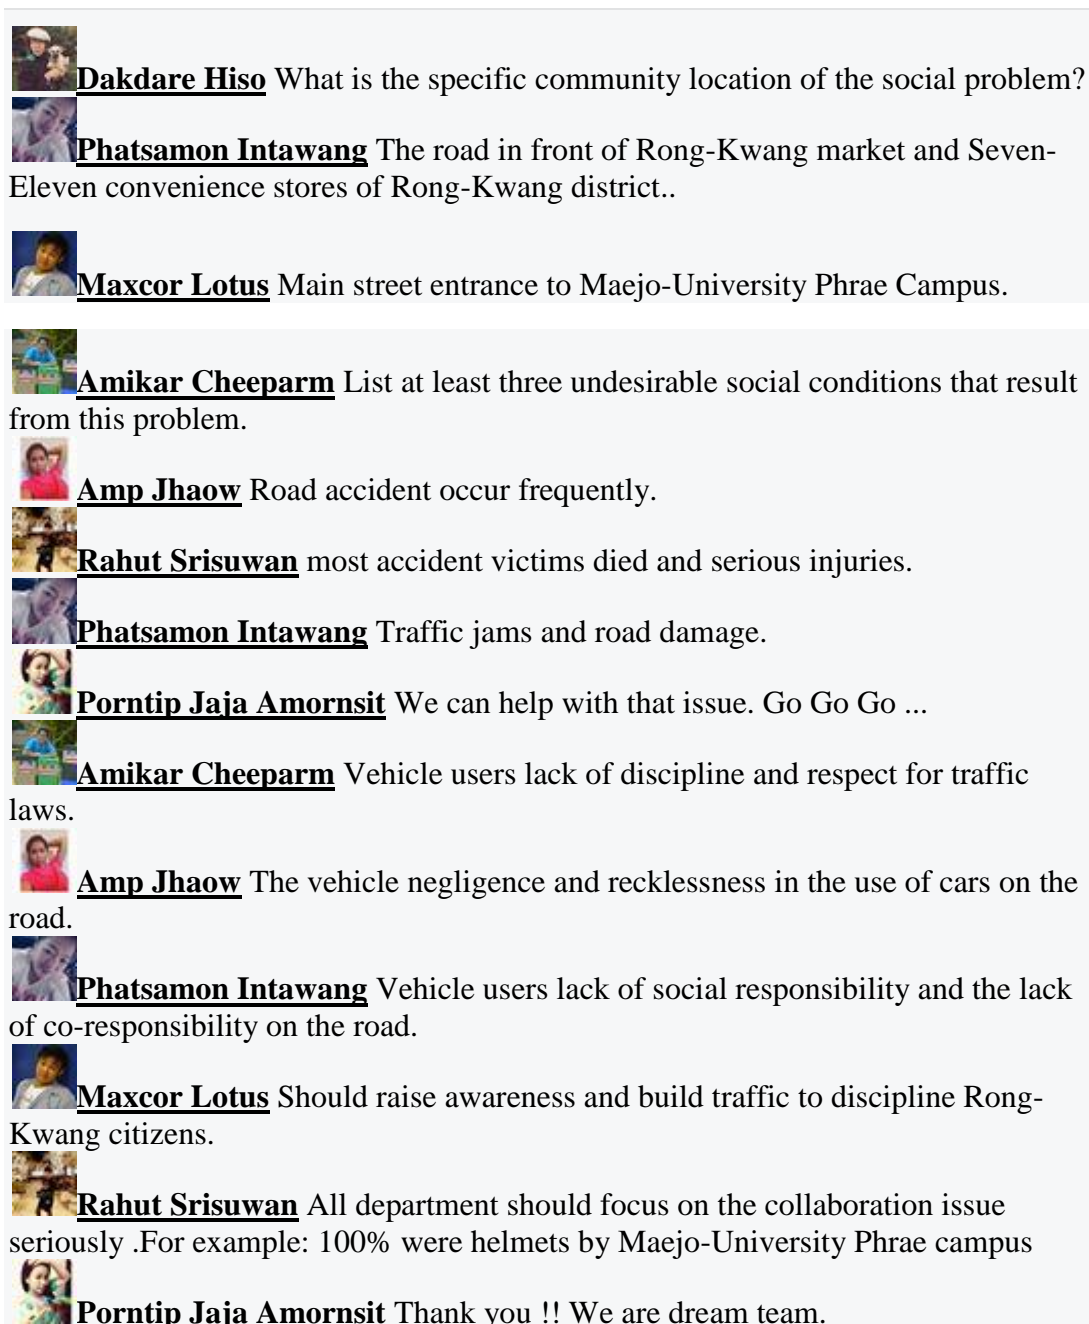 Dakdare Hiso What is the specific community location of the social problem?
Phatsamon Intawang The road in front of Rong-Kwang market and Seven-
Eleven convenience stores of Rong-Kwang district..
Maxcor Lotus Main street entrance to Maejo-University Phrae Campus.
Amikar Cheeparm List at least three undesirable social conditions that result
from this problem.
Amp Jhaow Road accident occur frequently.
Rahut Srisuwan most accident victims died and serious injuries.
Phatsamon Intawang Traffic jams and road damage.
Porntip Jaja Amornsit We can help with that issue. Go Go Go ...
Amikar Cheeparm Vehicle users lack of discipline and respect for traffic
laws.
Amp Jhaow The vehicle negligence and recklessness in the use of cars on the
road.
Phatsamon Intawang Vehicle users lack of social responsibility and the lack
of co-responsibility on the road.
Maxcor Lotus Should raise awareness and build traffic to discipline Rong-
Kwang citizens.
Rahut Srisuwan All department should focus on the collaboration issue
seriously .For example: 100% were helmets by Maejo-University Phrae campus
Porntip Jaja Amornsit Thank you !! We are dream team.